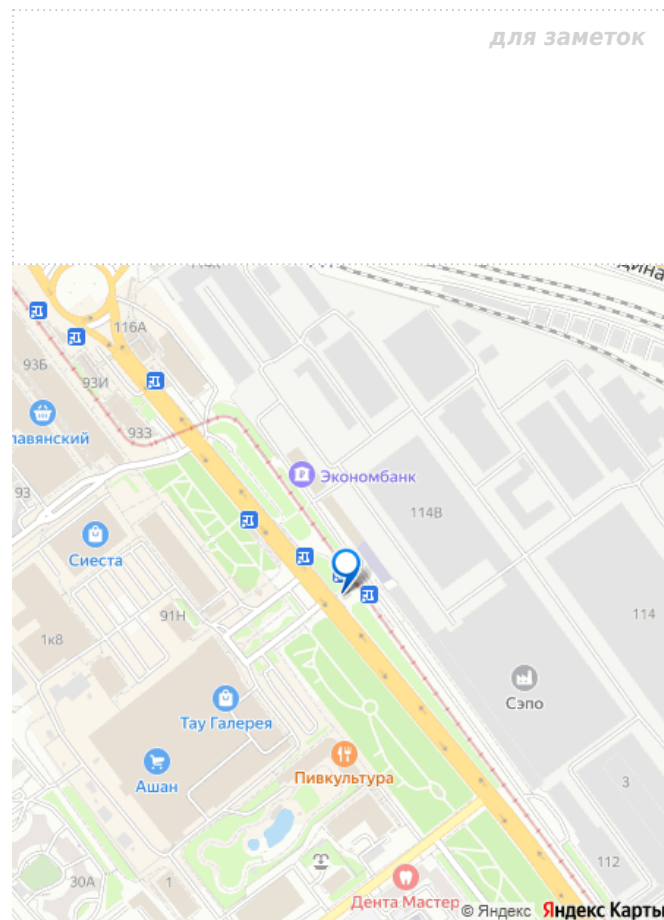 для заметок
116А
93Б
93И
лавянский
933
Экономбанк
93
114В
Сиеста
91Н
114
1к8
Сэпо
Тау Галерея
Ашан
Пивкультура
3
112
30А
1
Дента Мастер
© Яндекс Яндекс Карты